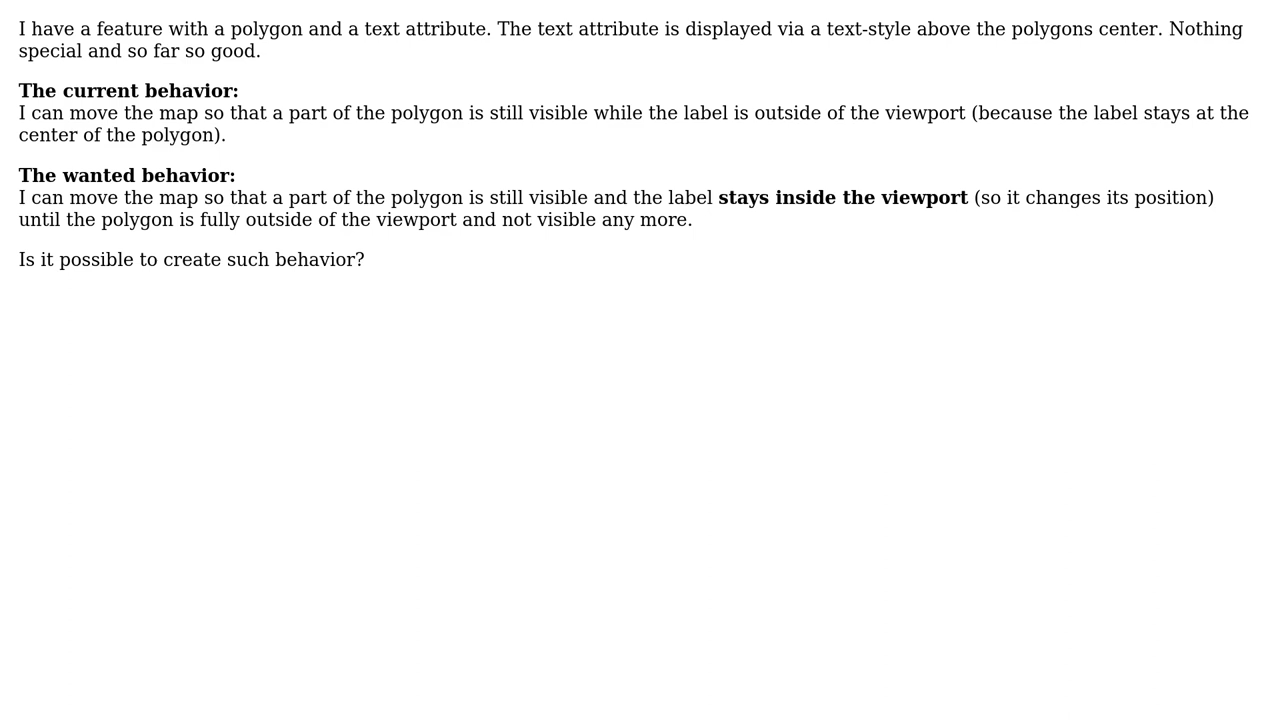 I have a feature with a polygon and a text attribute. The text attribute is displayed via a text-style above the polygons center. Nothing
special and so far so good.
The current behavior:
I can move the map so that a part of the polygon is still visible while the label is outside of the viewport (because the label stays at the
center of the polygon).
The wanted behavior:
I can move the map so that a part of the polygon is still visible and the label stays inside the viewport (so it changes its position)
until the polygon is fully outside of the viewport and not visible any more.
Is it possible to create such behavior?